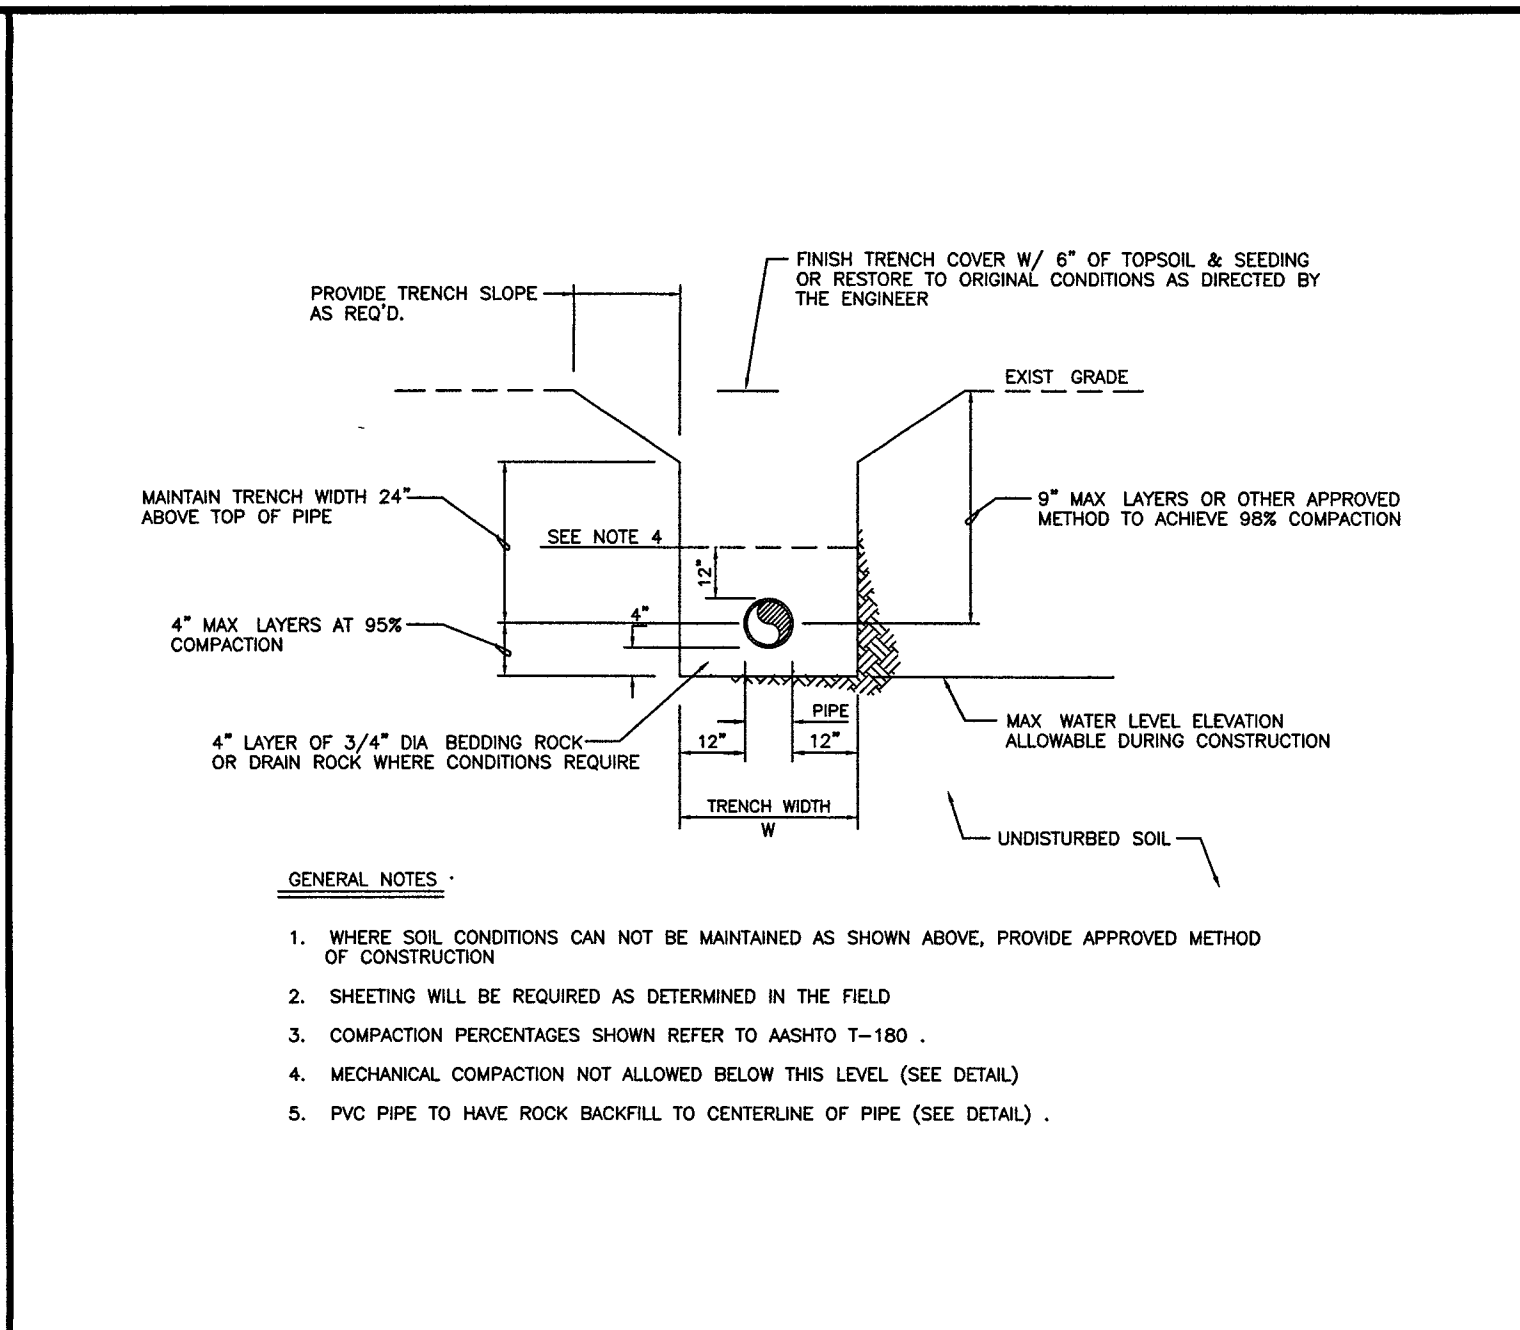 FINISH TRENCH COVER W/ 6" OF TOPSOIL & SEEDING
OR RESTORE TO ORIGINAL CONDITIONS AS DIRECTED BY
THE ENGINEER
PROVIDE TRENCH SLOPE
AS REQ'D.
EXIST GRADE
MAINTAIN TRENCH WIDTH 24"
ABOVE TOP OF PIPE
9" MAX LAYERS OR OTHER APPROVED
METHOD TO ACHIEVE 98% COMPACTION
SEE NOTE 4
12"
4"
4" MAX LAYERS AT 95%
COMPACTION
PIPE
12"
12"
4" LAYER OF 3/4" DIA BEDDING ROCK
OR DRAIN ROCK WHERE CONDITIONS REQUIRE
MAX WATER LEVEL ELEVATION
ALLOWABLE DURING CONSTRUCTION
TRENCH WIDTH
W
UNDISTURBED SOIL
GENERAL NOTES
1. WHERE SOIL CONDITIONS CAN NOT BE MAINTAINED AS SHOWN ABOVE, PROVIDE APPROVED METHOD
OF CONSTRUCTION
2. SHEETING WILL BE REQUIRED AS DETERMINED IN THE FIELD
3. COMPACTION PERCENTAGES SHOWN REFER TO AASHTO T-180 .
4. MECHANICAL COMPACTION NOT ALLOWED BELOW THIS LEVEL (SEE DETAIL)
5. PVC PIPE TO HAVE ROCK BACKFILL TO CENTERLINE OF PIPE (SEE DETAIL) .